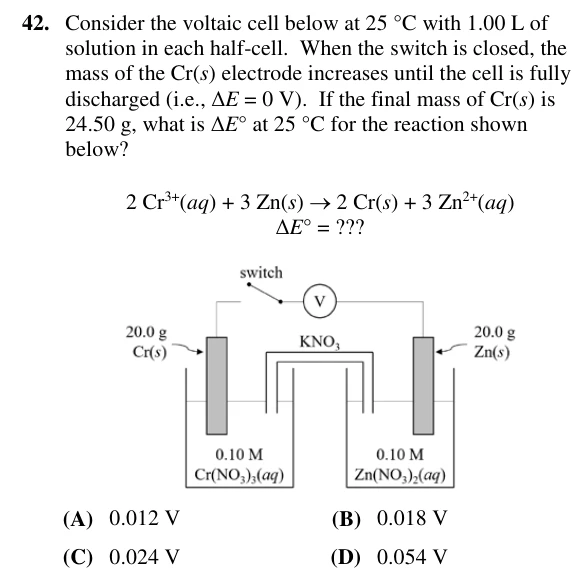 42. Consider the voltaic cell below at 25 °C with 1.00 L of
solution in each half-cell. When the switch is closed, the
mass of the Cr(s) electrode increases until the cell is fully
discharged (i.e., ΔE = 0 V). If the final mass of Cr(s) is
24.50 g, what is ΔE° at 25 °C for the reaction shown
below?
2 Cr³⁺(aq) + 3 Zn(s) → 2 Cr(s) + 3 Zn²⁺(aq)
ΔE° = ???
switch
V
20.0 g
Cr(s)
KNO₃
20.0 g
Zn(s)
0.10 M
Cr(NO₃)₃(aq)
0.10 M
Zn(NO₃)₂(aq)
(A) 0.012 V
(B) 0.018 V
(C) 0.024 V
(D) 0.054 V